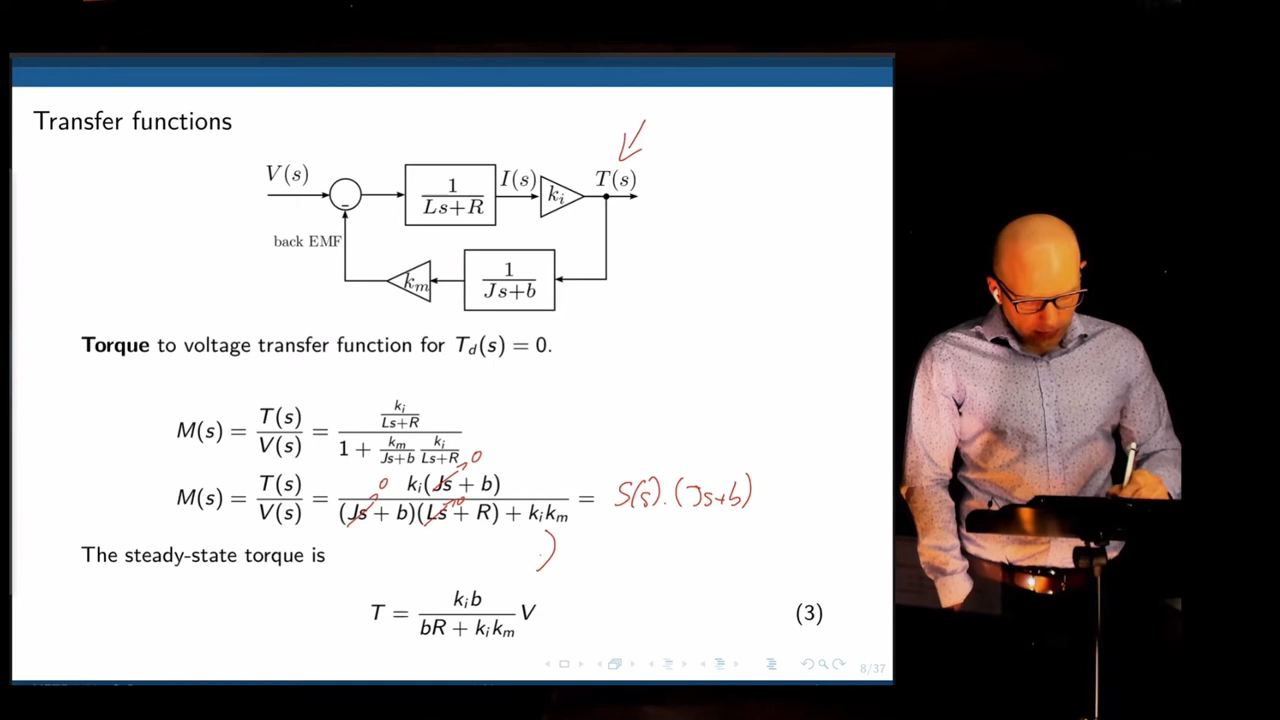 Transfer functions
V(s)
1
Ls+R
I(s)
k_i
T(s)
-
back EMF
k_m
1
Js+b
Torque to voltage transfer function for T_d(s) = 0.
M(s) = T(s)/V(s) = (k_i/(Ls+R)) / (1 + k_m/(Js+b) k_i/(Ls+R))
0
0
0
M(s) = T(s)/V(s) = k_i(Js + b) / ((Js + b)(Ls + R) + k_i k_m) = S(s).(Js+b)
The steady-state torque is
T = k_i b / (bR + k_i k_m) V (3)
8/37